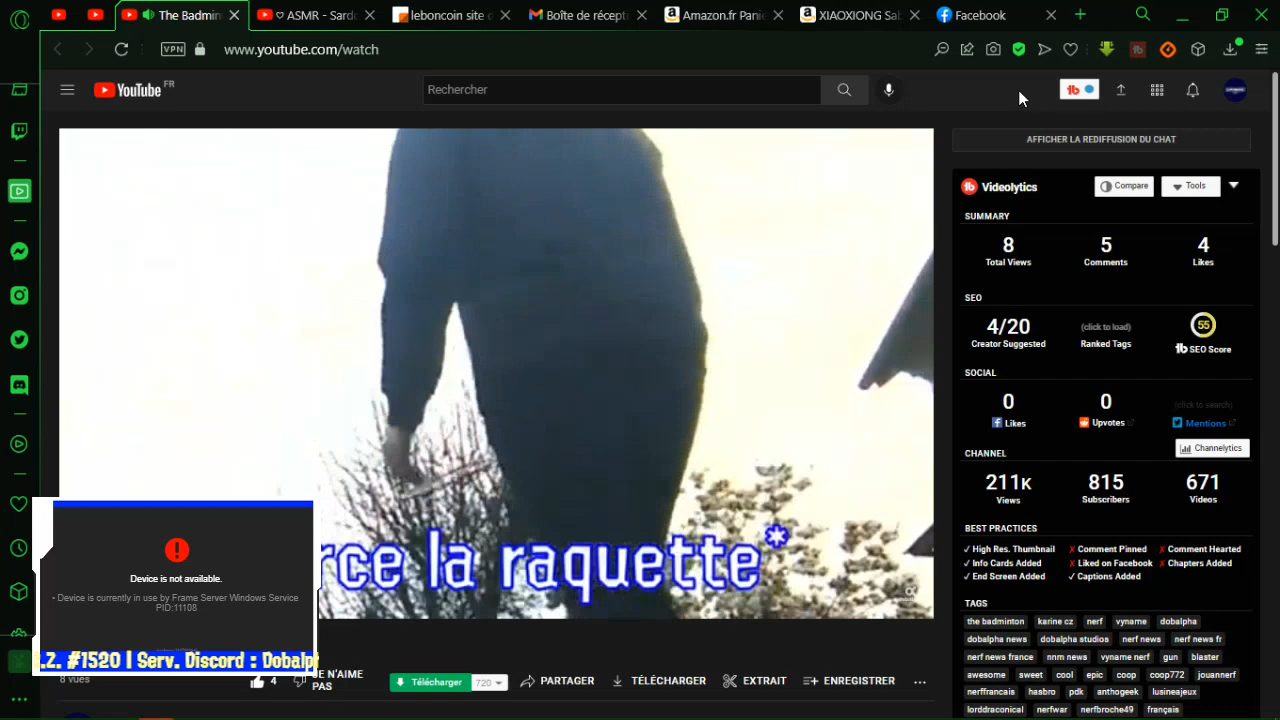 The Badmin
ASMR - Sard
leboncoin site d
Boîte de récept
Amazon.fr Panie
XIAOXIONG Sab
Facebook
VPN
www.youtube.com/watch
YouTube FR
Rechercher
AFFICHER LA REDIFFUSION DU CHAT
Videolytics
Compare
Tools
SUMMARY
8 5 4
Total Views Comments Likes
SEO
4/20 (click to load) 55
Creator Suggested Ranked Tags tb SEO Score
SOCIAL
0 0 (click to search)
Likes Upvotes Mentions
CHANNEL
Channelytics
211K 815 671
Views Subscribers Videos
BEST PRACTICES
✓ High Res. Thumbnail ✗ Comment Pinned ✗ Comment Hearted
✓ Info Cards Added ✗ Liked on Facebook ✗ Chapters Added
✓ End Screen Added ✓ Captions Added
TAGS
the badminton karine cz nerf vyname dobalpha
dobalpha news dobalpha studios nerf news nerf news fr
nerf news france nnm news vyname nerf gun blaster
awesome sweet cool epic coop coop772 jouannerf
nerffrancais hasbro pdk anthogeek lusineajeux
lorddraconical nerfwar nerfbroche49 français
rce la raquette*
Device is not available.
• Device is currently in use by Frame Server Windows Service
PID:11108
.Z. #1520 | Serv. Discord : Dobalp
8 vues
4
JE N'AIME
PAS
Télécharger
720
PARTAGER
TÉLÉCHARGER
EXTRAIT
ENREGISTRER